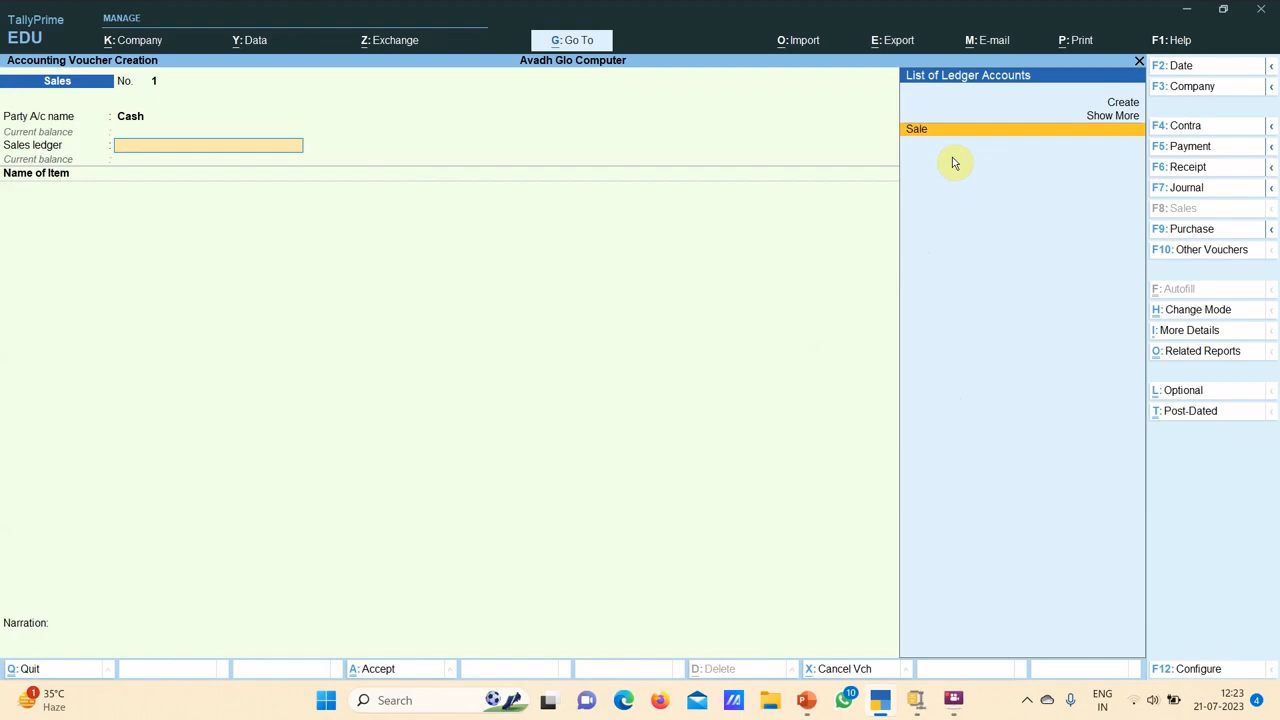 TallyPrime
EDU
MANAGE
K: Company
Y: Data
Z: Exchange
G: Go To
O: Import
E: Export
M: E-mail
P: Print
F1: Help
Accounting Voucher Creation
Avadh Glo Computer
Sales No. 1
Party A/c name : Cash
Current balance :
Sales ledger :
Current balance :
Name of Item
Narration:
List of Ledger Accounts
Create
Show More
Sale
F2: Date
F3: Company
F4: Contra
F5: Payment
F6: Receipt
F7: Journal
F8: Sales
F9: Purchase
F10: Other Vouchers
F: Autofill
H: Change Mode
I: More Details
O: Related Reports
L: Optional
T: Post-Dated
Q: Quit
A: Accept
D: Delete
X: Cancel Vch
F12: Configure
1
35°C
Haze
Search
10
ENG
IN
12:23
21-07-2023
4